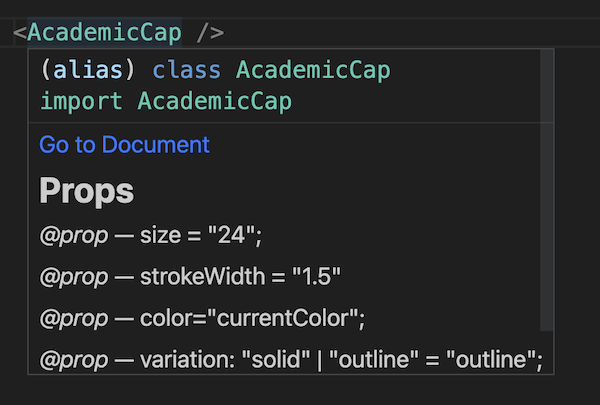 <AcademicCap />
(alias) class AcademicCap
import AcademicCap
Go to Document
Props
@prop — size = "24";
@prop — strokeWidth = "1.5"
@prop — color="currentColor";
@prop — variation: "solid" | "outline" = "outline";